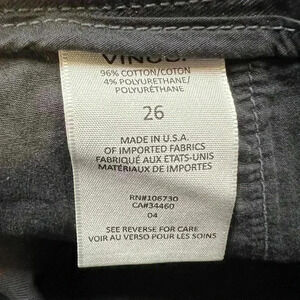 96% COTTON/COTON
4% POLYURETHANE/
POLYURÉTHANE
26
MADE IN U.S.A.
OF IMPORTED FABRICS
FABRIQUÉ AUX ETATS-UNIS
MATÉRIAUX DE IMPORTES
RN#106730
CA#34460
04
SEE REVERSE FOR CARE
VOIR AU VERSO POUR LES SOINS